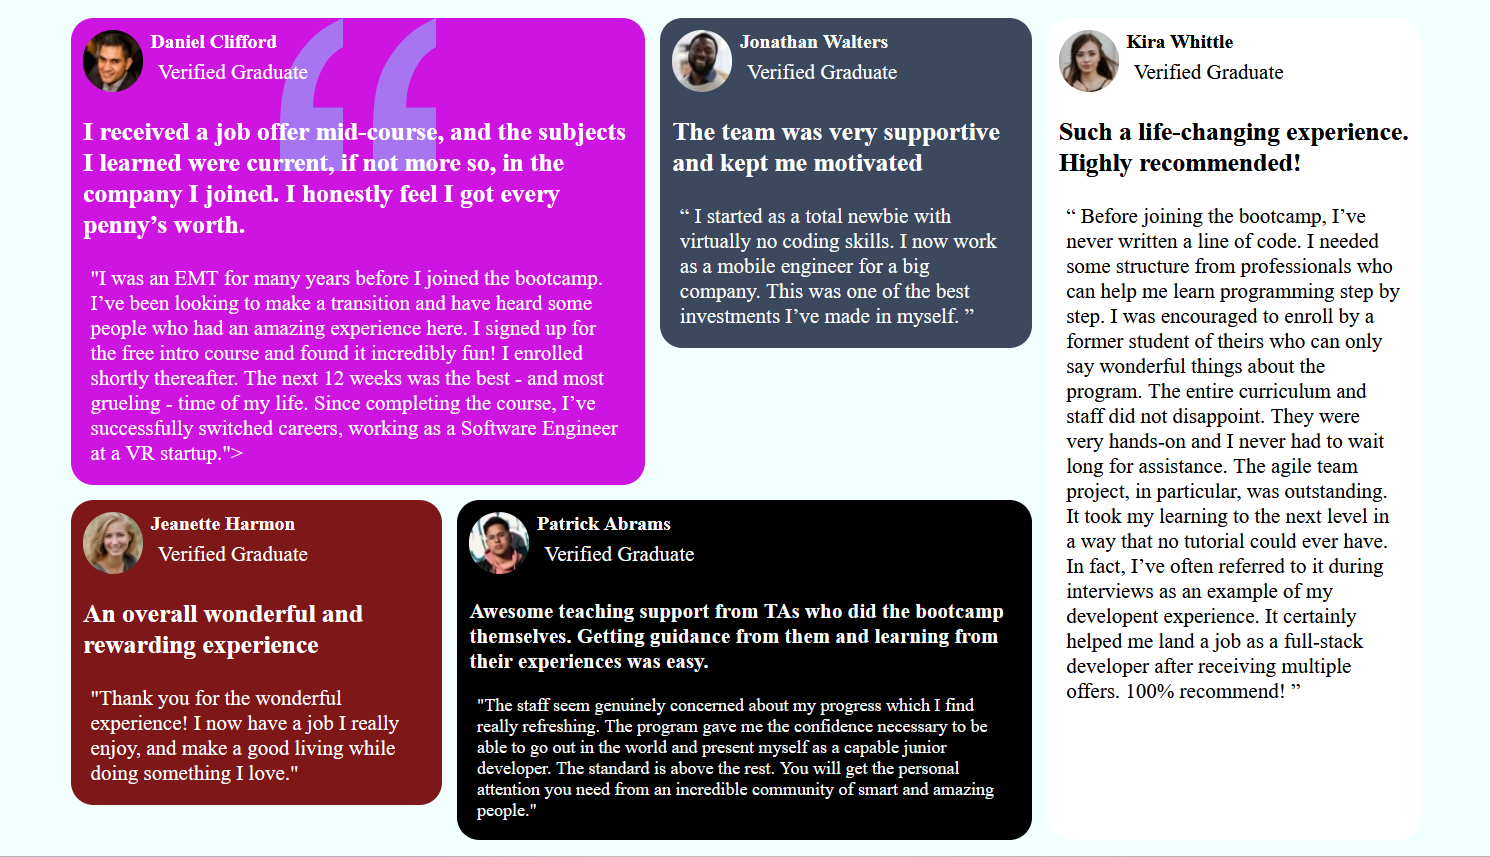 Daniel Clifford
Verified Graduate
I received a job offer mid-course, and the subjects
I learned were current, if not more so, in the
company I joined. I honestly feel I got every
penny’s worth.
"I was an EMT for many years before I joined the bootcamp.
I’ve been looking to make a transition and have heard some
people who had an amazing experience here. I signed up for
the free intro course and found it incredibly fun! I enrolled
shortly thereafter. The next 12 weeks was the best - and most
grueling - time of my life. Since completing the course, I’ve
successfully switched careers, working as a Software Engineer
at a VR startup.">
Jonathan Walters
Verified Graduate
The team was very supportive
and kept me motivated
“ I started as a total newbie with
virtually no coding skills. I now work
as a mobile engineer for a big
company. This was one of the best
investments I’ve made in myself. ”
Kira Whittle
Verified Graduate
Such a life-changing experience.
Highly recommended!
“ Before joining the bootcamp, I’ve
never written a line of code. I needed
some structure from professionals who
can help me learn programming step by
step. I was encouraged to enroll by a
former student of theirs who can only
say wonderful things about the
program. The entire curriculum and
staff did not disappoint. They were
very hands-on and I never had to wait
long for assistance. The agile team
project, in particular, was outstanding.
It took my learning to the next level in
a way that no tutorial could ever have.
In fact, I’ve often referred to it during
interviews as an example of my
developent experience. It certainly
helped me land a job as a full-stack
developer after receiving multiple
offers. 100% recommend! ”
Jeanette Harmon
Verified Graduate
An overall wonderful and
rewarding experience
"Thank you for the wonderful
experience! I now have a job I really
enjoy, and make a good living while
doing something I love."
Patrick Abrams
Verified Graduate
Awesome teaching support from TAs who did the bootcamp
themselves. Getting guidance from them and learning from
their experiences was easy.
"The staff seem genuinely concerned about my progress which I find
really refreshing. The program gave me the confidence necessary to be
able to go out in the world and present myself as a capable junior
developer. The standard is above the rest. You will get the personal
attention you need from an incredible community of smart and amazing
people."